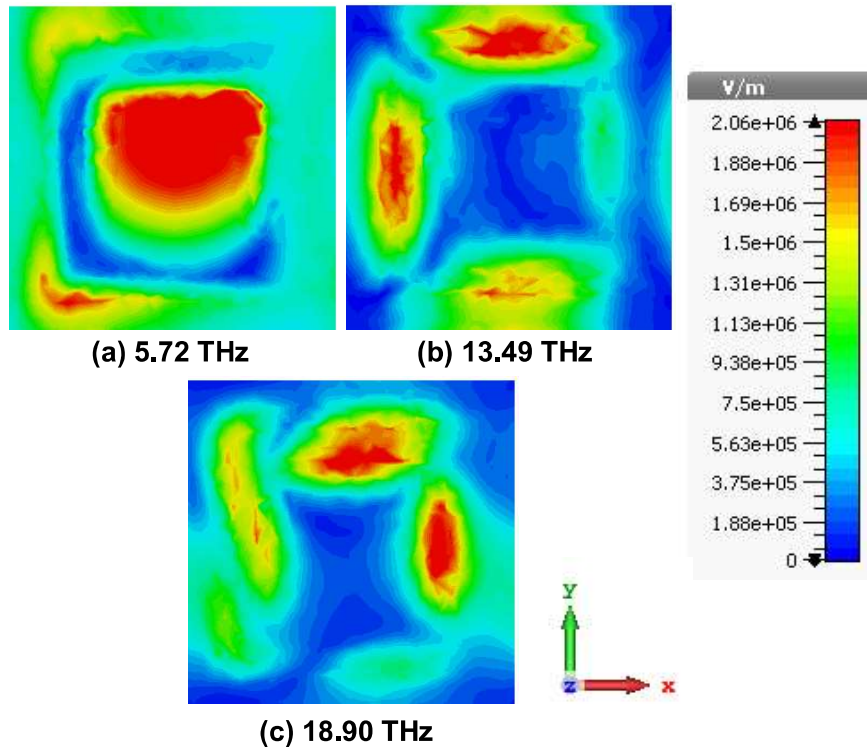 V/m
2.06e+06
1.88e+06
1.69e+06
1.5e+06
1.31e+06
1.13e+06
9.38e+05
7.5e+05
5.63e+05
3.75e+05
1.88e+05
0
(a) 5.72 THz
(b) 13.49 THz
(c) 18.90 THz
y
z
x